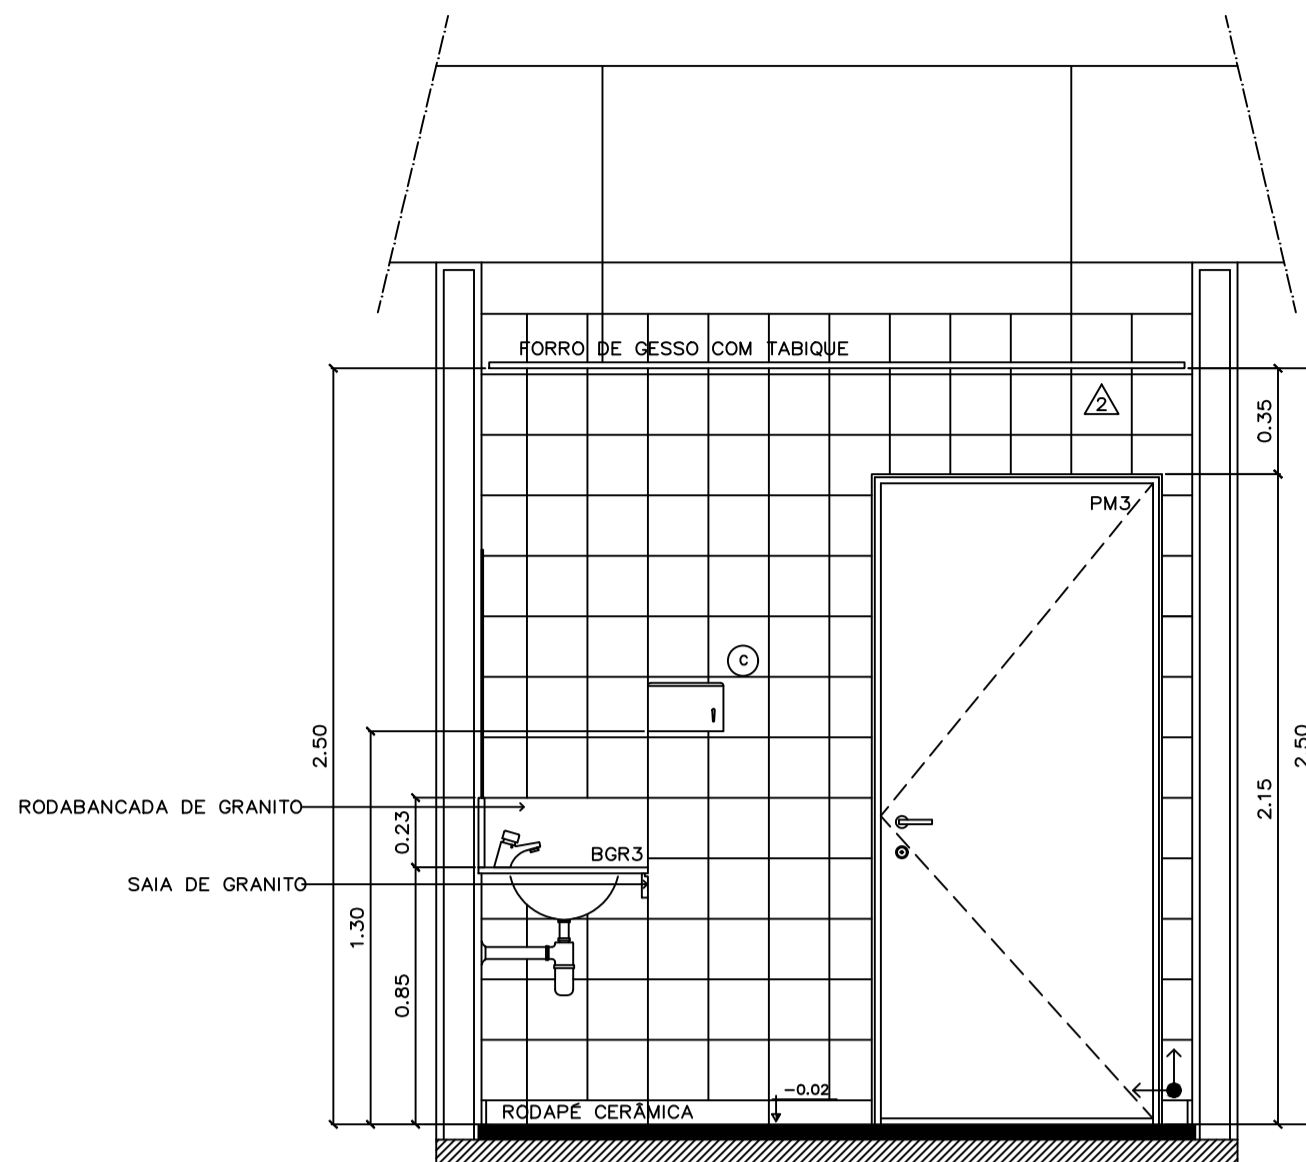 FORRO DE GESSO COM TABIQUE
2
0.35
PM3
C
2.50
2.50
RODABANCADA DE GRANITO
0.23
2.15
BGR3
SAIA DE GRANITO
1.30
0.85
-0.02
RODAPÉ CERÂMICA